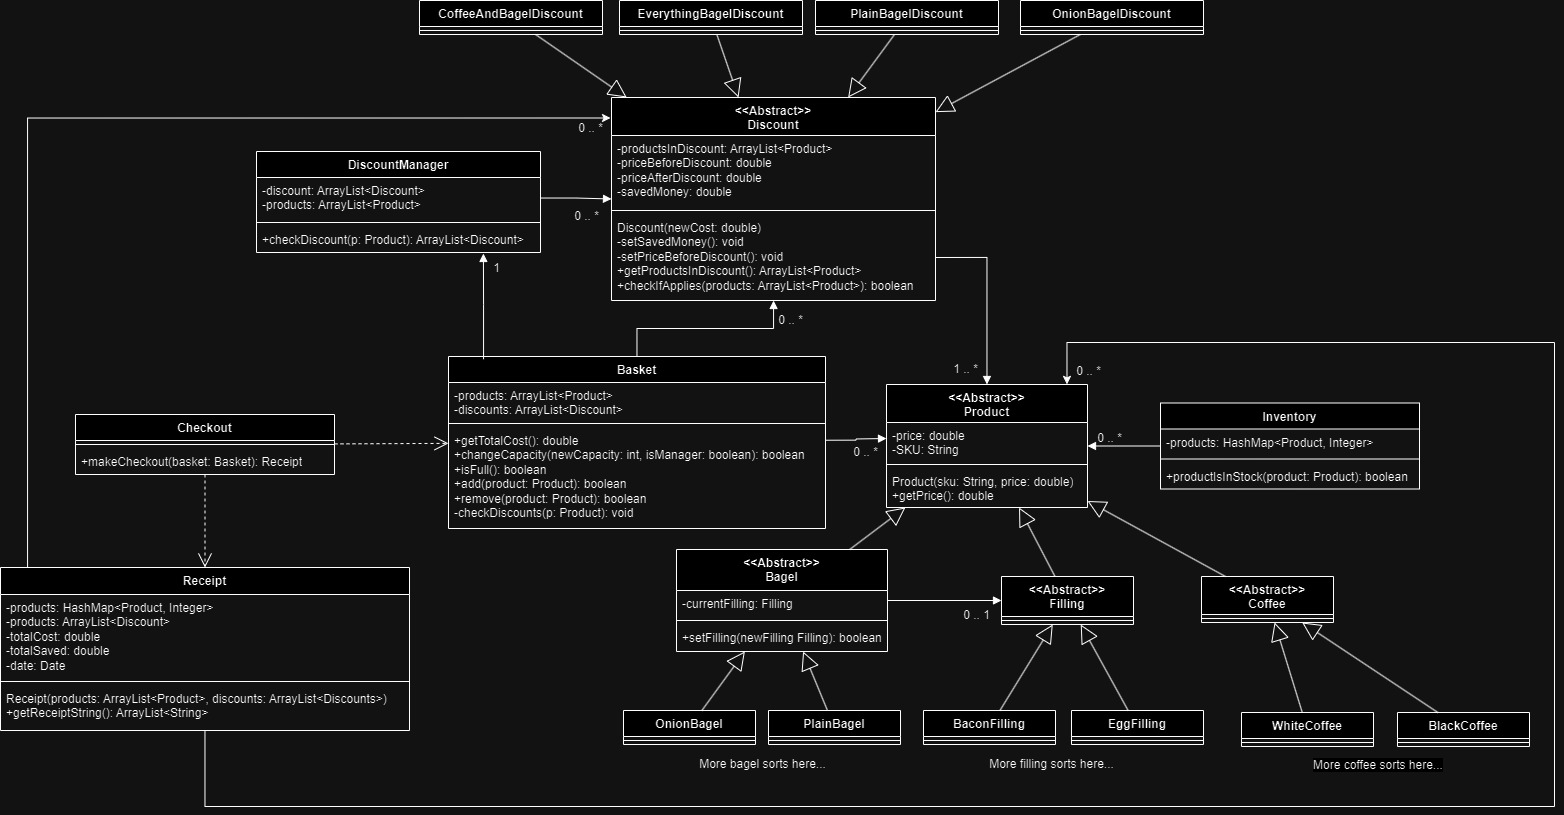 CoffeeAndBagelDiscount
EverythingBagelDiscount
PlainBagelDiscount
OnionBagelDiscount
<<Abstract>>
Discount
-productsInDiscount: ArrayList<Product>
-priceBeforeDiscount: double
-priceAfterDiscount: double
-savedMoney: double
Discount(newCost: double)
-setSavedMoney(): void
-setPriceBeforeDiscount(): void
+getProductsInDiscount(): ArrayList<Product>
+checkIfApplies(products: ArrayList<Product>): boolean
0 .. *
DiscountManager
-discount: ArrayList<Discount>
-products: ArrayList<Product>
+checkDiscount(p: Product): ArrayList<Discount>
0 .. *
1
0 .. *
Basket
-products: ArrayList<Product>
-discounts: ArrayList<Discount>
+getTotalCost(): double
+changeCapacity(newCapacity: int, isManager: boolean): boolean
+isFull(): boolean
+add(product: Product): boolean
+remove(product: Product): boolean
-checkDiscounts(p: Product): void
0 .. *
1 .. *
0 .. *
<<Abstract>>
Product
-price: double
-SKU: String
Product(sku: String, price: double)
+getPrice(): double
0 .. *
Inventory
-products: HashMap<Product, Integer>
+productIsInStock(product: Product): boolean
Checkout
+makeCheckout(basket: Basket): Receipt
Receipt
-products: HashMap<Product, Integer>
-products: ArrayList<Discount>
-totalCost: double
-totalSaved: double
-date: Date
Receipt(products: ArrayList<Product>, discounts: ArrayList<Discounts>)
+getReceiptString(): ArrayList<String>
<<Abstract>>
Bagel
-currentFilling: Filling
+setFilling(newFilling Filling): boolean
0 .. 1
<<Abstract>>
Filling
<<Abstract>>
Coffee
OnionBagel
PlainBagel
BaconFilling
EggFilling
WhiteCoffee
BlackCoffee
More bagel sorts here...
More filling sorts here...
More coffee sorts here...